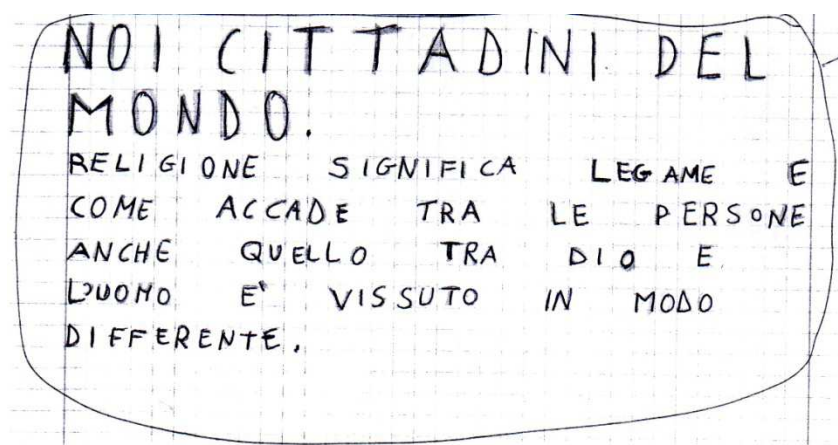 NOI CITTADINI DEL
MONDO.
RELIGIONE SIGNIFICA LEGAME E
COME ACCADE TRA LE PERSONE
ANCHE QUELLO TRA DIO E
L'UOMO E' VISSUTO IN MODO
DIFFERENTE.